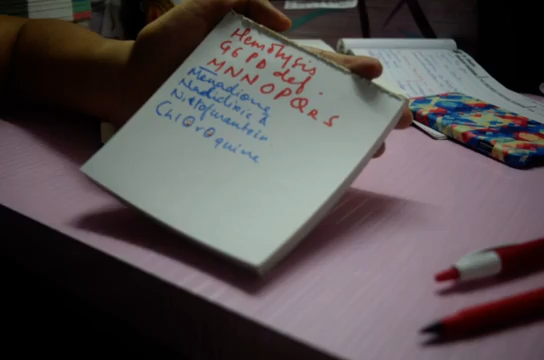 Hemolysis
G6PD def.
MNNOPQRS
Menadione
Nalidixic A
Nitrofurantoin
ChlOrOquine